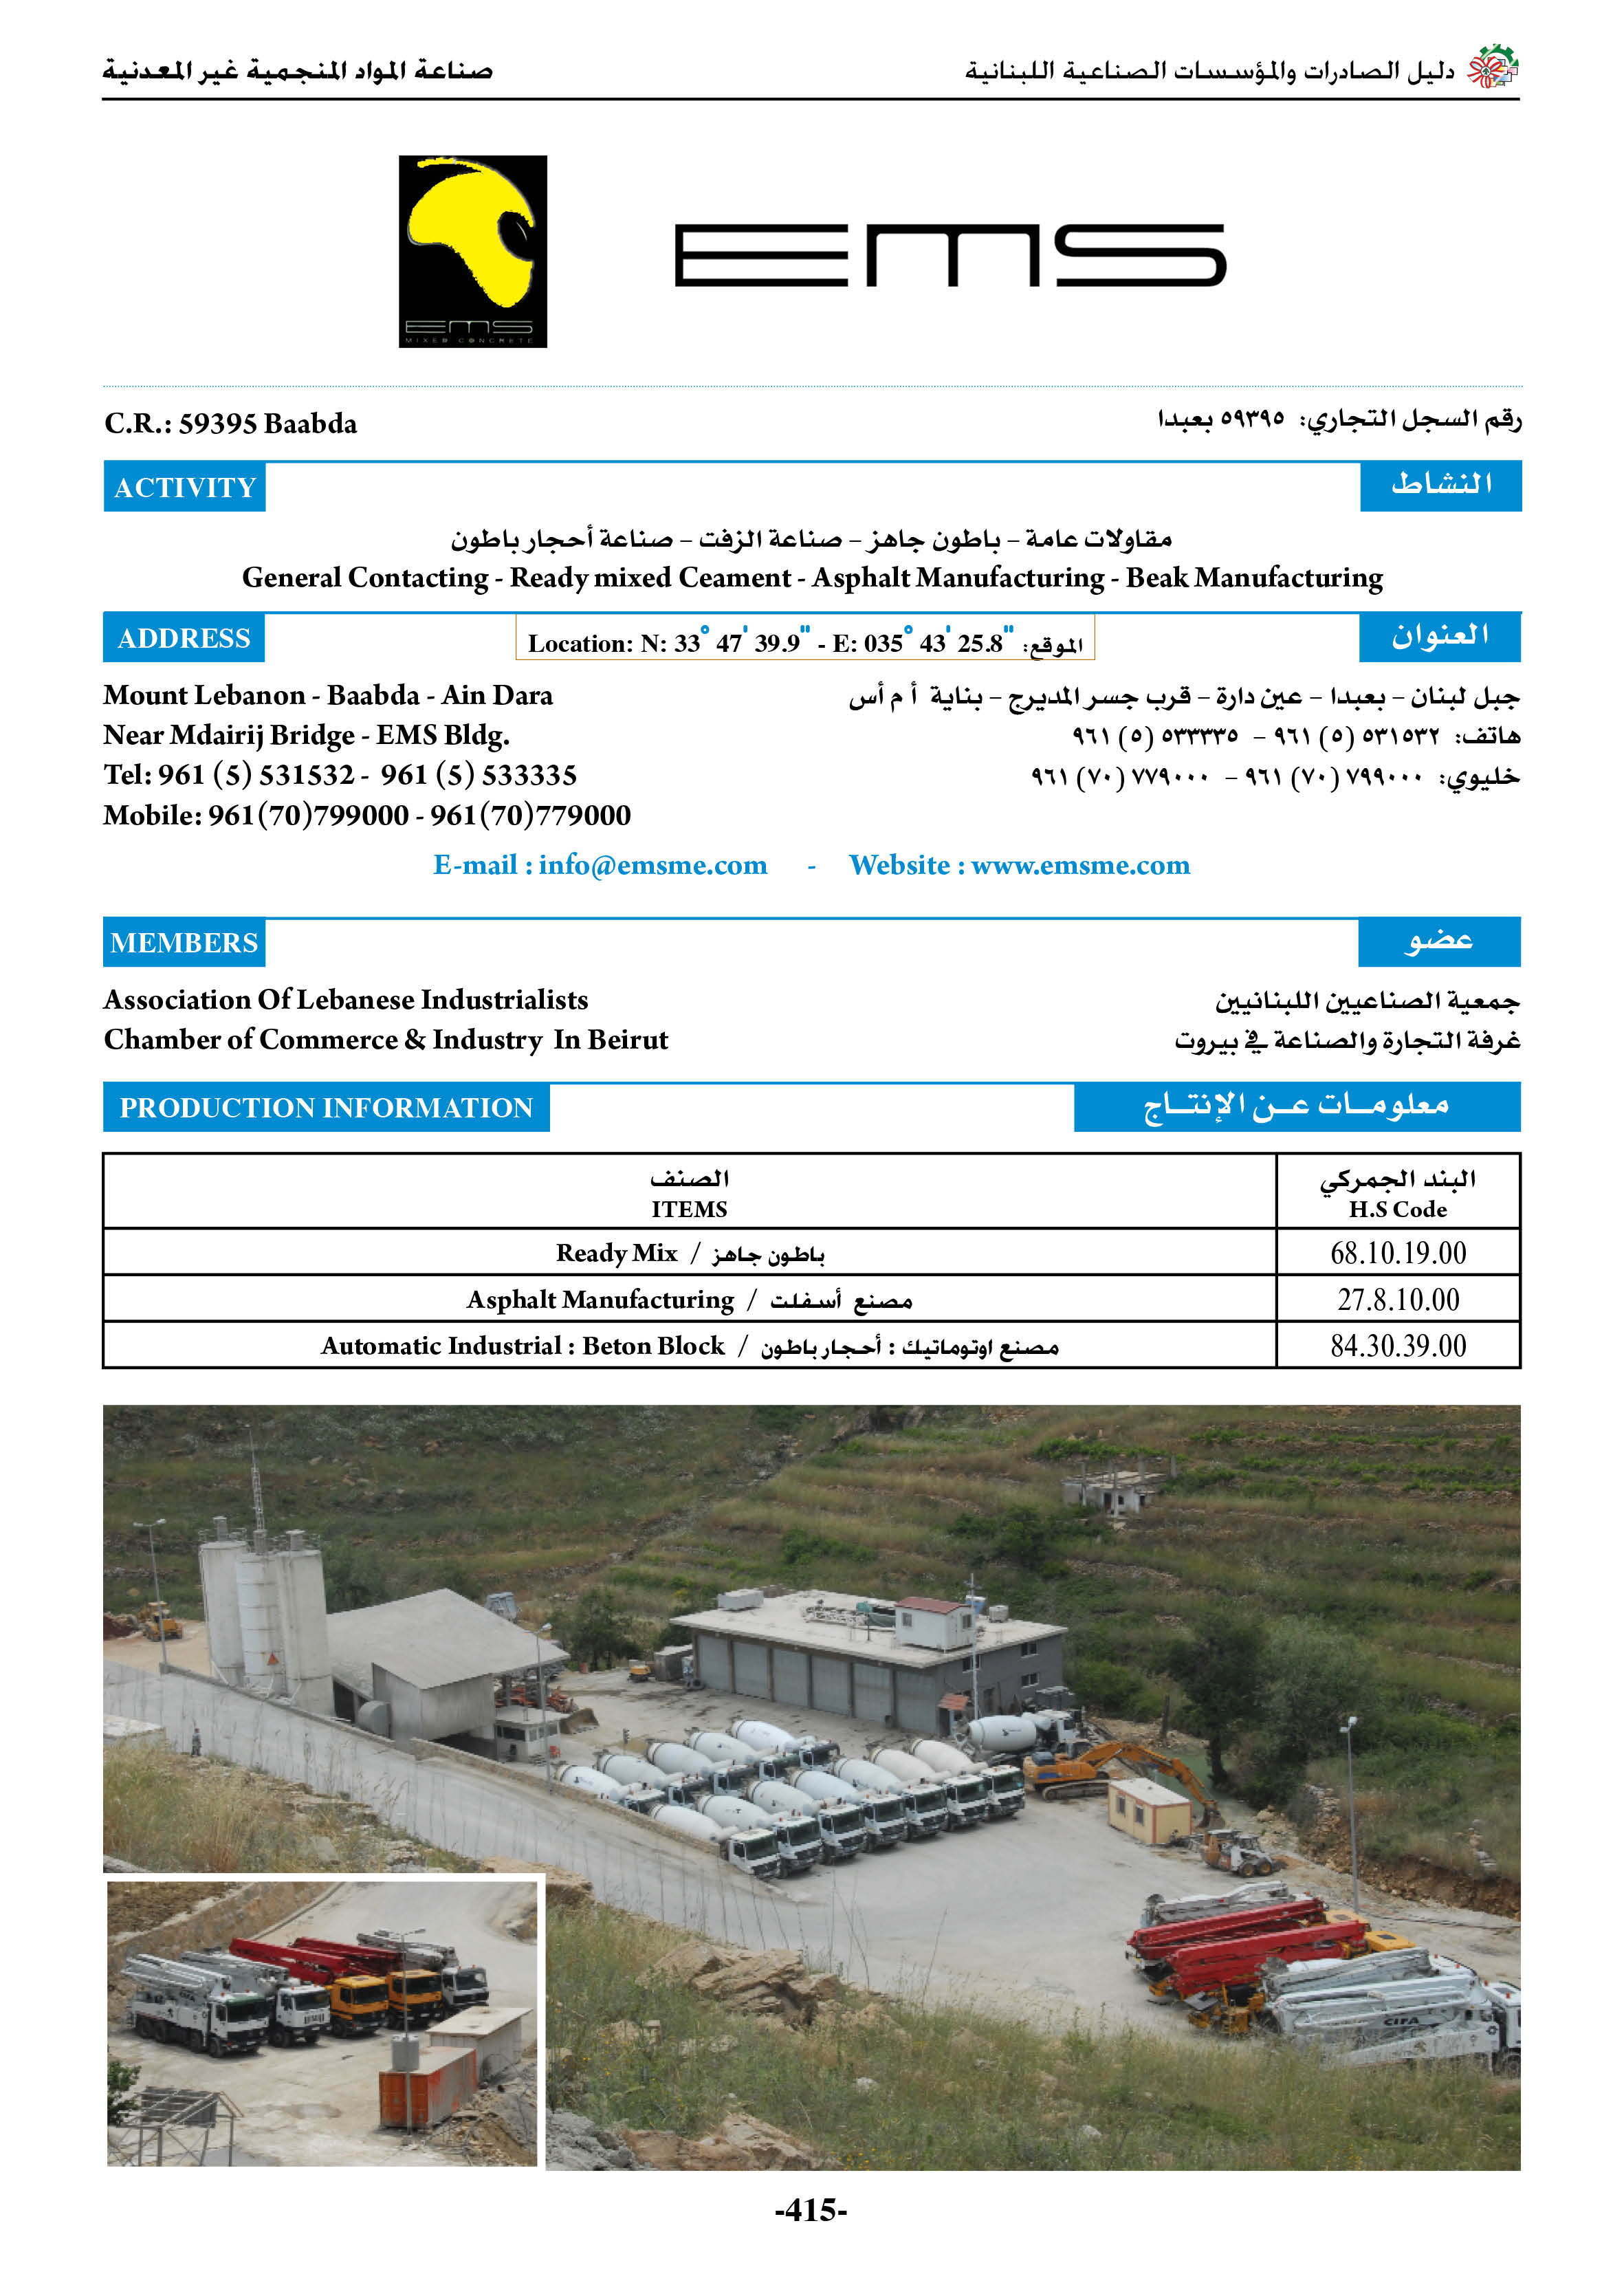 دليل الصادرات والمؤسسات الصناعية اللبنانية
صناعة المواد المنجمية غير المعدنية
EMS
EMS
MIXED CONCRETE
C.R.: 59395 Baabda
رقم السجل التجاري: ٥٩٣٩٥ بعبدا
ACTIVITY
النشاط
مقاولات عامة – باطون جاهز – صناعة الزفت – صناعة أحجار باطون
General Contacting - Ready mixed Ceament - Asphalt Manufacturing - Beak Manufacturing
ADDRESS
Location: N: 33° 47' 39.9" - E: 035° 43' 25.8" الموقع:
العنوان
Mount Lebanon - Baabda - Ain Dara
Near Mdairij Bridge - EMS Bldg.
Tel: 961 (5) 531532 - 961 (5) 533335
Mobile: 961(70)799000 - 961(70)779000
جبل لبنان – بعبدا – عين دارة – قرب جسر المديرج – بناية أ م أس
هاتف: ٥٣١٥٣٢ (٥) ٩٦١ – ٥٣٣٣٣٥ (٥) ٩٦١
خليوي: ٧٩٩٠٠٠ (٧٠) ٩٦١ – ٧٧٩٠٠٠ (٧٠) ٩٦١
E-mail : info@emsme.com - Website : www.emsme.com
MEMBERS
عضو
Association Of Lebanese Industrialists
Chamber of Commerce & Industry In Beirut
جمعية الصناعيين اللبنانيين
غرفة التجارة والصناعة في بيروت
PRODUCTION INFORMATION
معلومــات عــن الإنتــاج
الصنف
ITEMS
البند الجمركي
H.S Code
Ready Mix / باطون جاهز
68.10.19.00
Asphalt Manufacturing / مصنع أسفلت
27.8.10.00
Automatic Industrial : Beton Block / مصنع اوتوماتيك : أحجار باطون
84.30.39.00
CIFA
CIFA
-415-